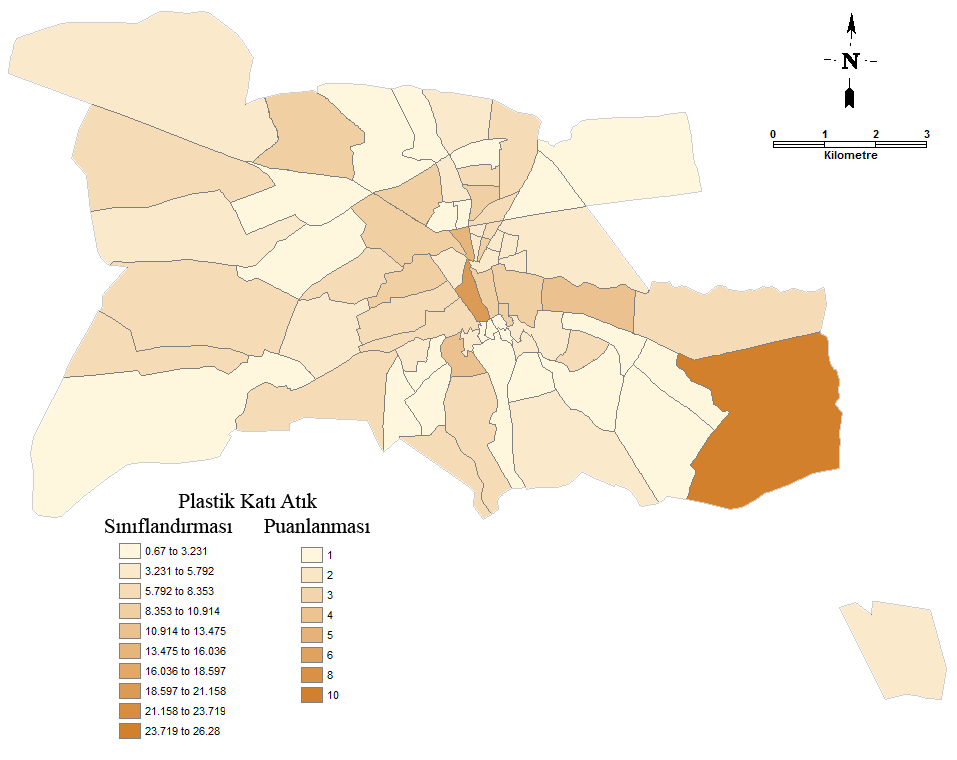 N
0 1 2 3
Kilometre
Plastik Katı Atık
Sınıflandırması Puanlanması
0.67 to 3.231 1
3.231 to 5.792 2
5.792 to 8.353 3
8.353 to 10.914 4
10.914 to 13.475 5
13.475 to 16.036 6
16.036 to 18.597 8
18.597 to 21.158 10
21.158 to 23.719
23.719 to 26.28